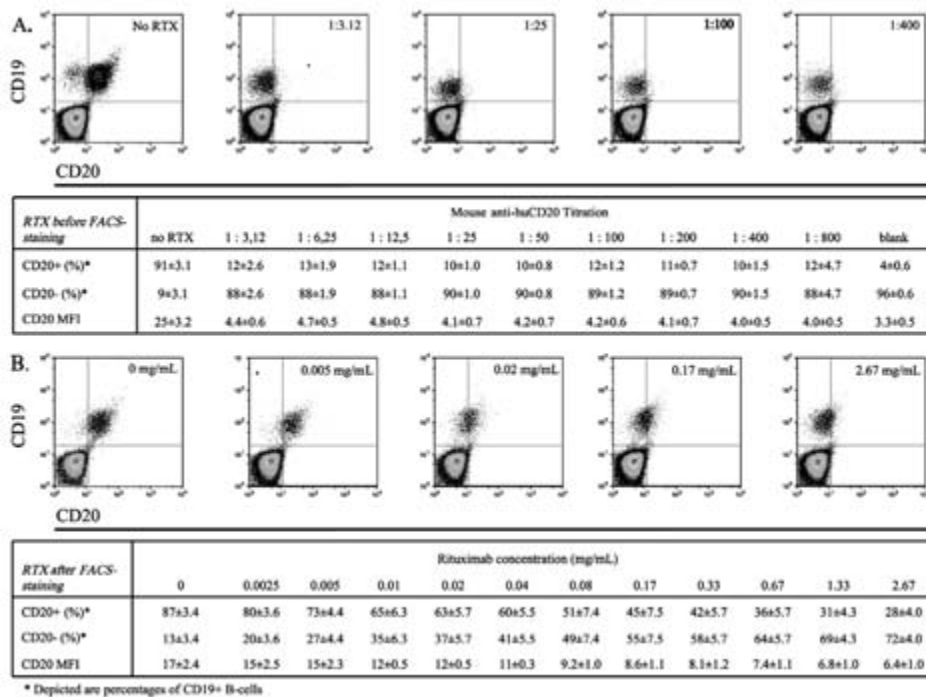 A.
No RTX 1:3.12 1:25 1:100 1:400
CD19
CD20
RTX before FACS-staining
Mouse anti-huCD20 Titration
no RTX 1 : 3,12 1 : 6,25 1 : 12,5 1 : 25 1 : 50 1 : 100 1 : 200 1 : 400 1 : 800 blank
CD20+ (%)* 91±3.1 12±2.6 13±1.9 12±1.1 10±1.0 10±0.8 12±1.2 11±0.7 10±1.5 12±4.7 4±0.6
CD20- (%)* 9±3.1 88±2.6 88±1.9 88±1.1 90±1.0 90±0.8 89±1.2 89±0.7 90±1.5 88±4.7 96±0.6
CD20 MFI 25±3.2 4.4±0.6 4.7±0.5 4.8±0.5 4.1±0.7 4.2±0.7 4.2±0.6 4.1±0.7 4.0±0.5 4.0±0.5 3.3±0.5
B.
0 mg/mL 0.005 mg/mL 0.02 mg/mL 0.17 mg/mL 2.67 mg/mL
CD19
CD20
RTX after FACS-staining
Rituximab concentration (mg/mL)
0 0.0025 0.005 0.01 0.02 0.04 0.08 0.17 0.33 0.67 1.33 2.67
CD20+ (%)* 87±3.4 80±3.6 73±4.4 65±6.3 63±5.7 60±5.5 51±7.4 45±7.5 42±5.7 36±5.7 31±4.3 28±4.0
CD20- (%)* 13±3.4 20±3.6 27±4.4 35±6.3 37±5.7 41±5.5 49±7.4 55±7.5 58±5.7 64±5.7 69±4.3 72±4.0
CD20 MFI 17±2.4 15±2.5 15±2.3 12±0.5 12±0.5 11±0.3 9.2±1.0 8.6±1.1 8.1±1.2 7.4±1.1 6.8±1.0 6.4±1.0
* Depicted are percentages of CD19+ B-cells